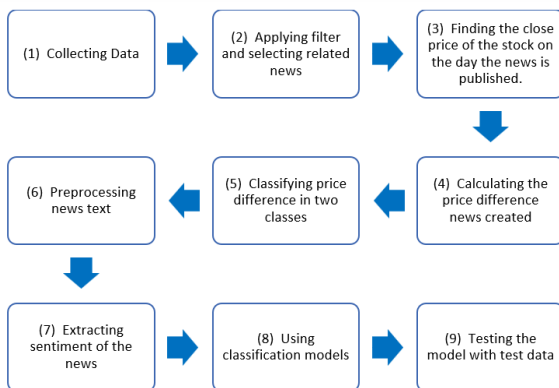 (1) Collecting Data
(2) Applying filter
and selecting related
news
(3) Finding the close
price of the stock on
the day the news is
published.
(4) Calculating the
price difference
news created
(5) Classifying price
difference in two
classes
(6) Preprocessing
news text
(7) Extracting
sentiment of the
news
(8) Using
classification models
(9) Testing the
model with test data